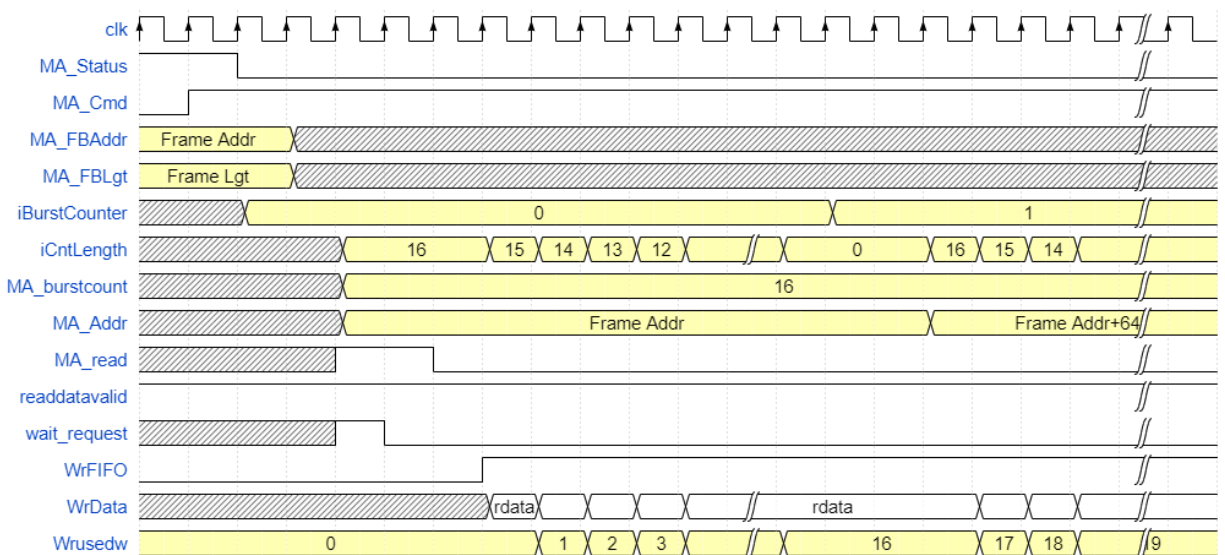 clk
MA_Status
MA_Cmd
MA_FBAddr Frame Addr
MA_FBLgt Frame Lgt
iBurstCounter 0 1
iCntLength 16 15 14 13 12 0 16 15 14
MA_burstcount 16
MA_Addr Frame Addr Frame Addr+64
MA_read
readdatavalid
wait_request
WrFIFO
WrData rdata rdata
Wrusedw 0 1 2 3 16 17 18 19